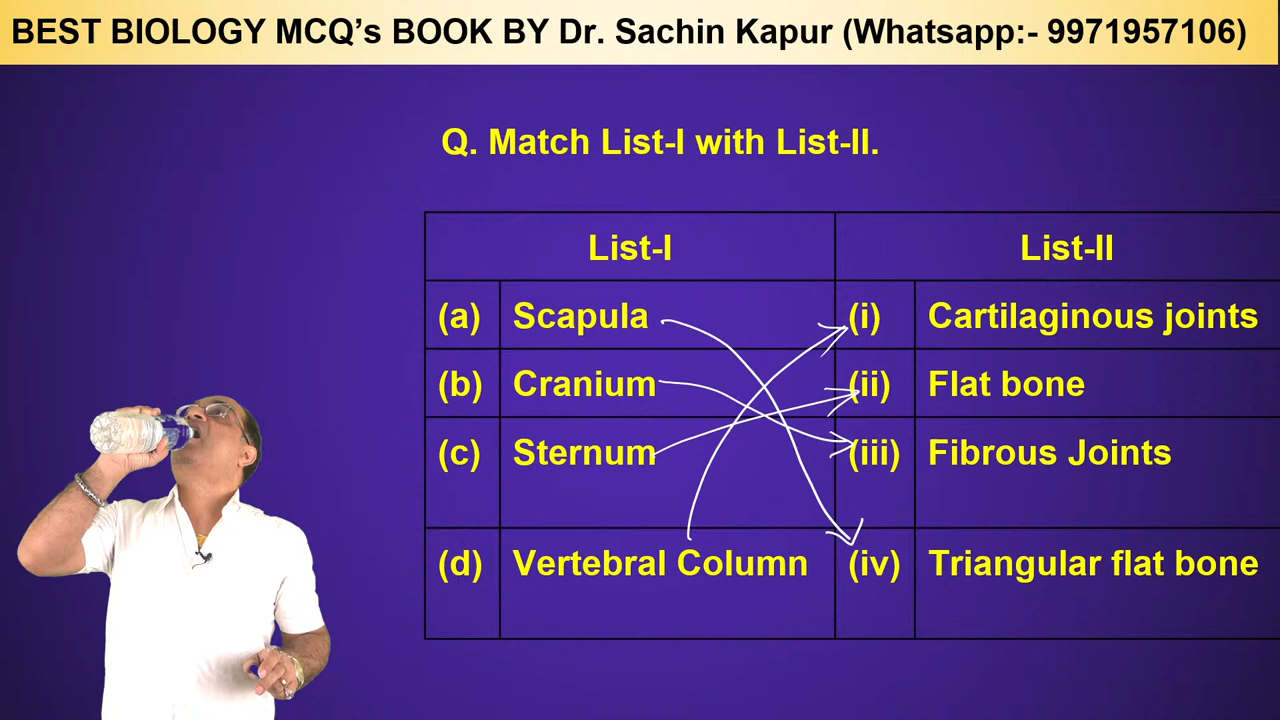 BEST BIOLOGY MCQ's BOOK BY Dr. Sachin Kapur (Whatsapp:- 9971957106)
Q. Match List-I with List-II.
List-I List-II
(a) Scapula (i) Cartilaginous joints
(b) Cranium (ii) Flat bone
(c) Sternum (iii) Fibrous Joints
(d) Vertebral Column (iv) Triangular flat bone